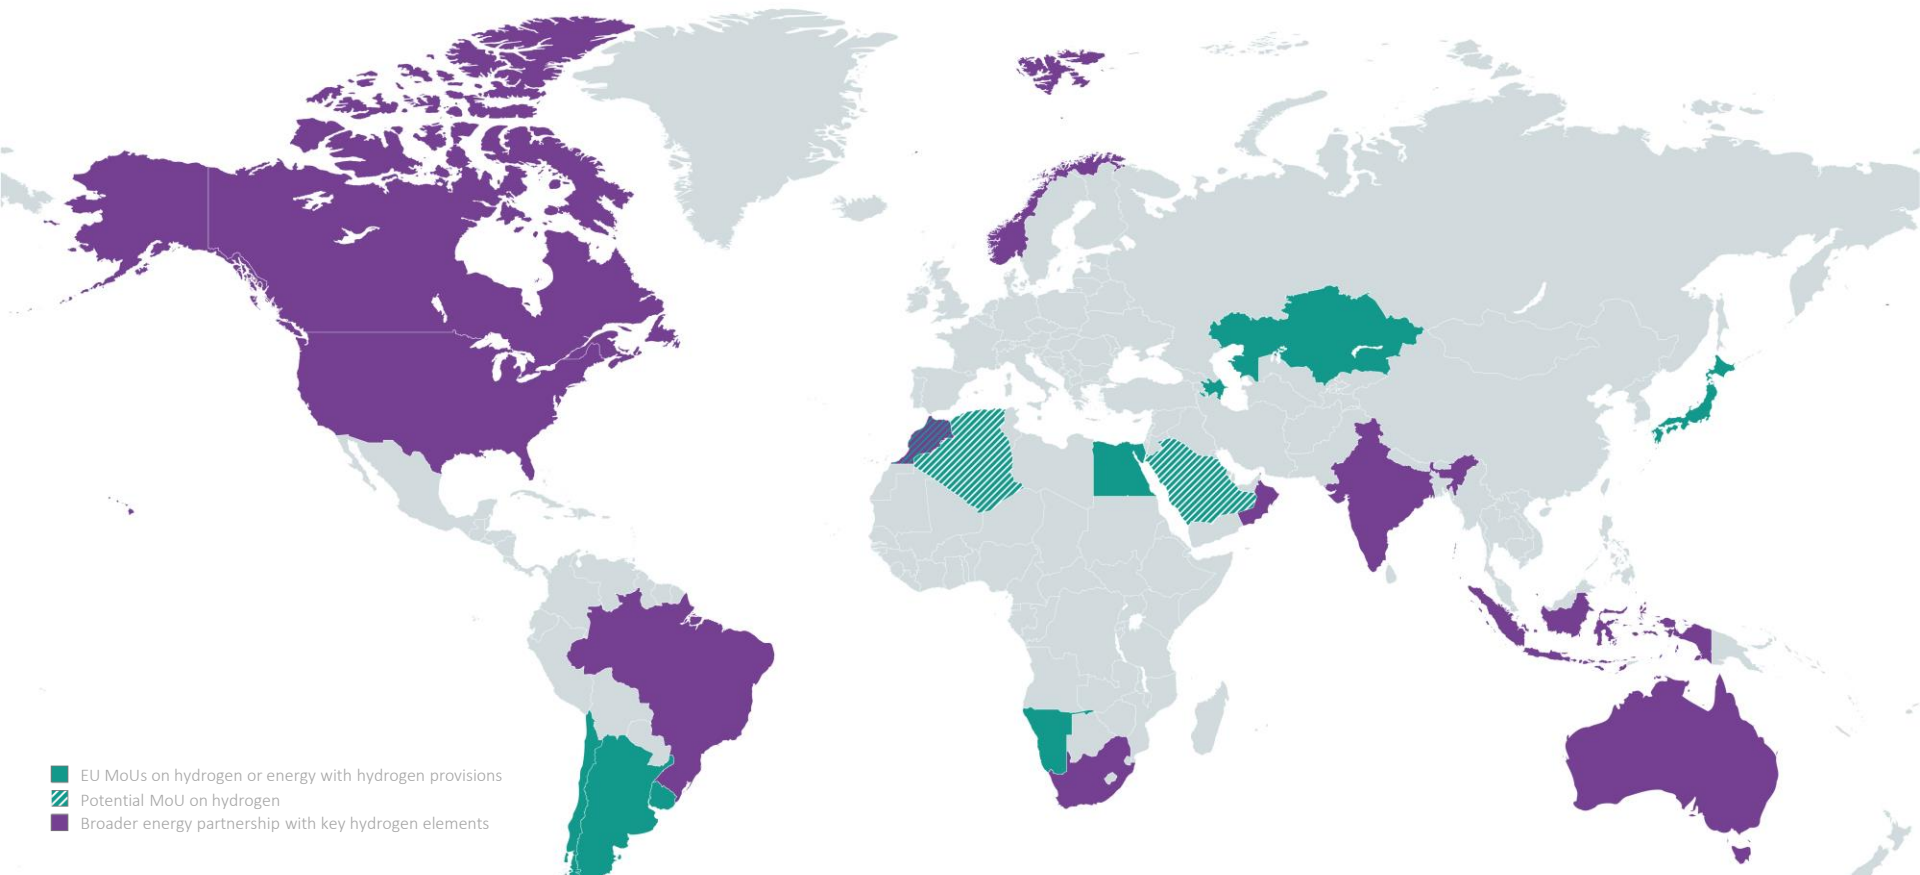 EU MoUs on hydrogen or energy with hydrogen provisions
Potential MoU on hydrogen
Broader energy partnership with key hydrogen elements